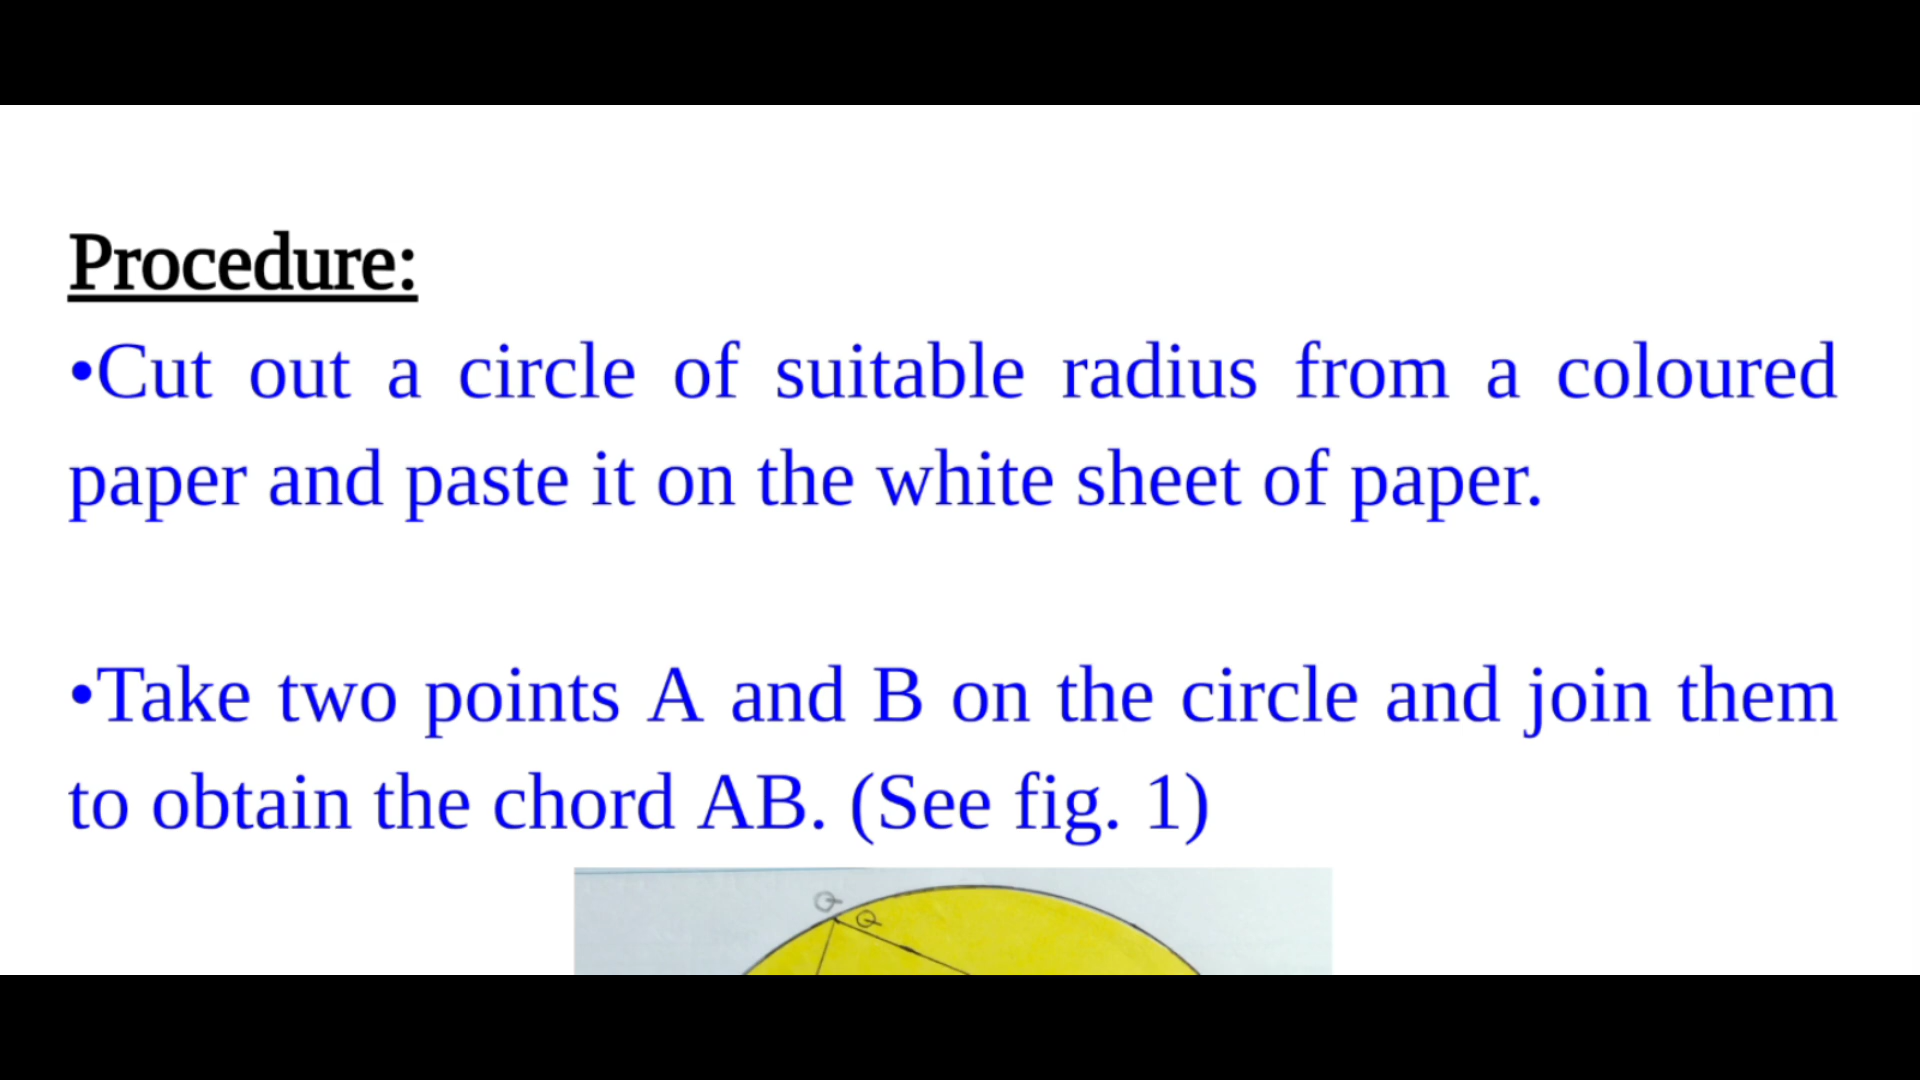 Procedure:
•Cut out a circle of suitable radius from a coloured
paper and paste it on the white sheet of paper.
•Take two points A and B on the circle and join them
to obtain the chord AB. (See fig. 1)
Q
Q